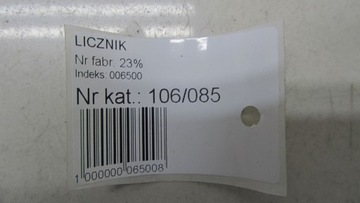 LICZNIK
Nr fabr. 23%
Indeks: 006500
Nr kat.: 106/085
1 000000 065008